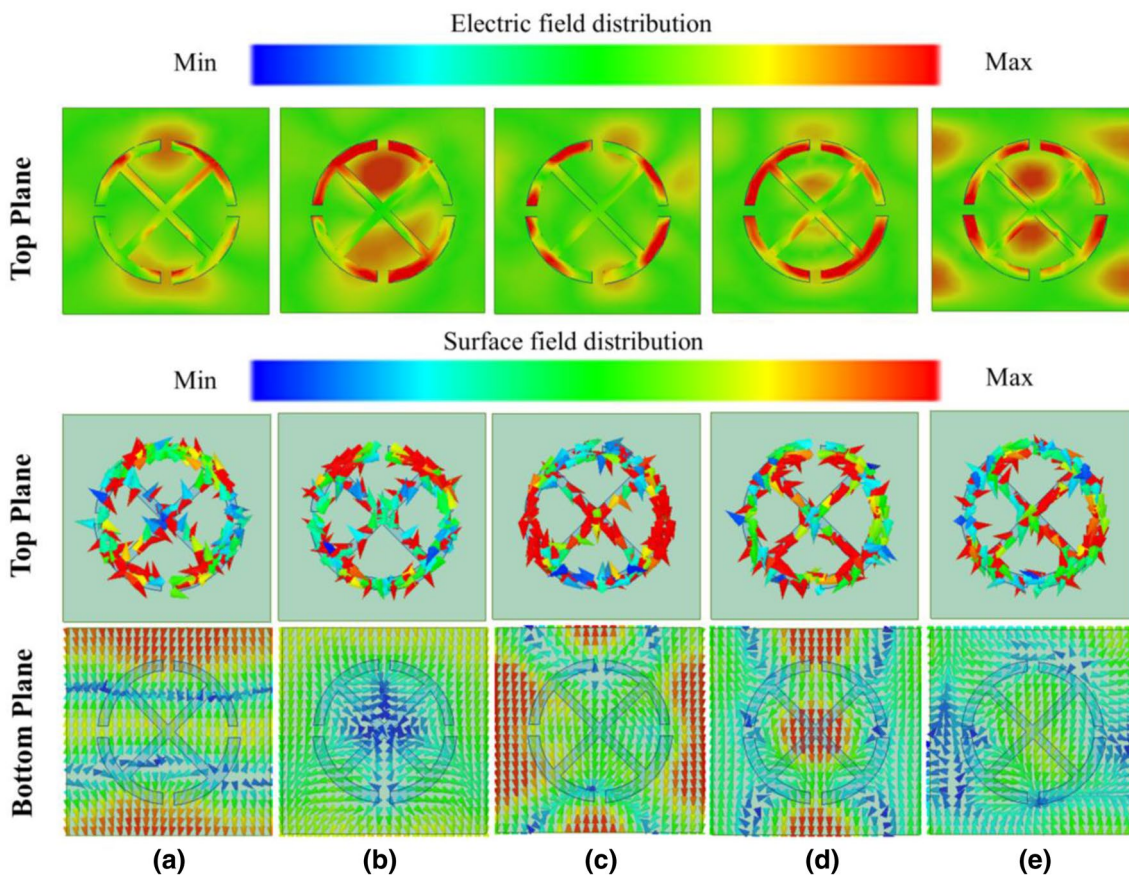 Electric field distribution
Min Max
Top Plane
Surface field distribution
Min Max
Top Plane
Bottom Plane
(a) (b) (c) (d) (e)